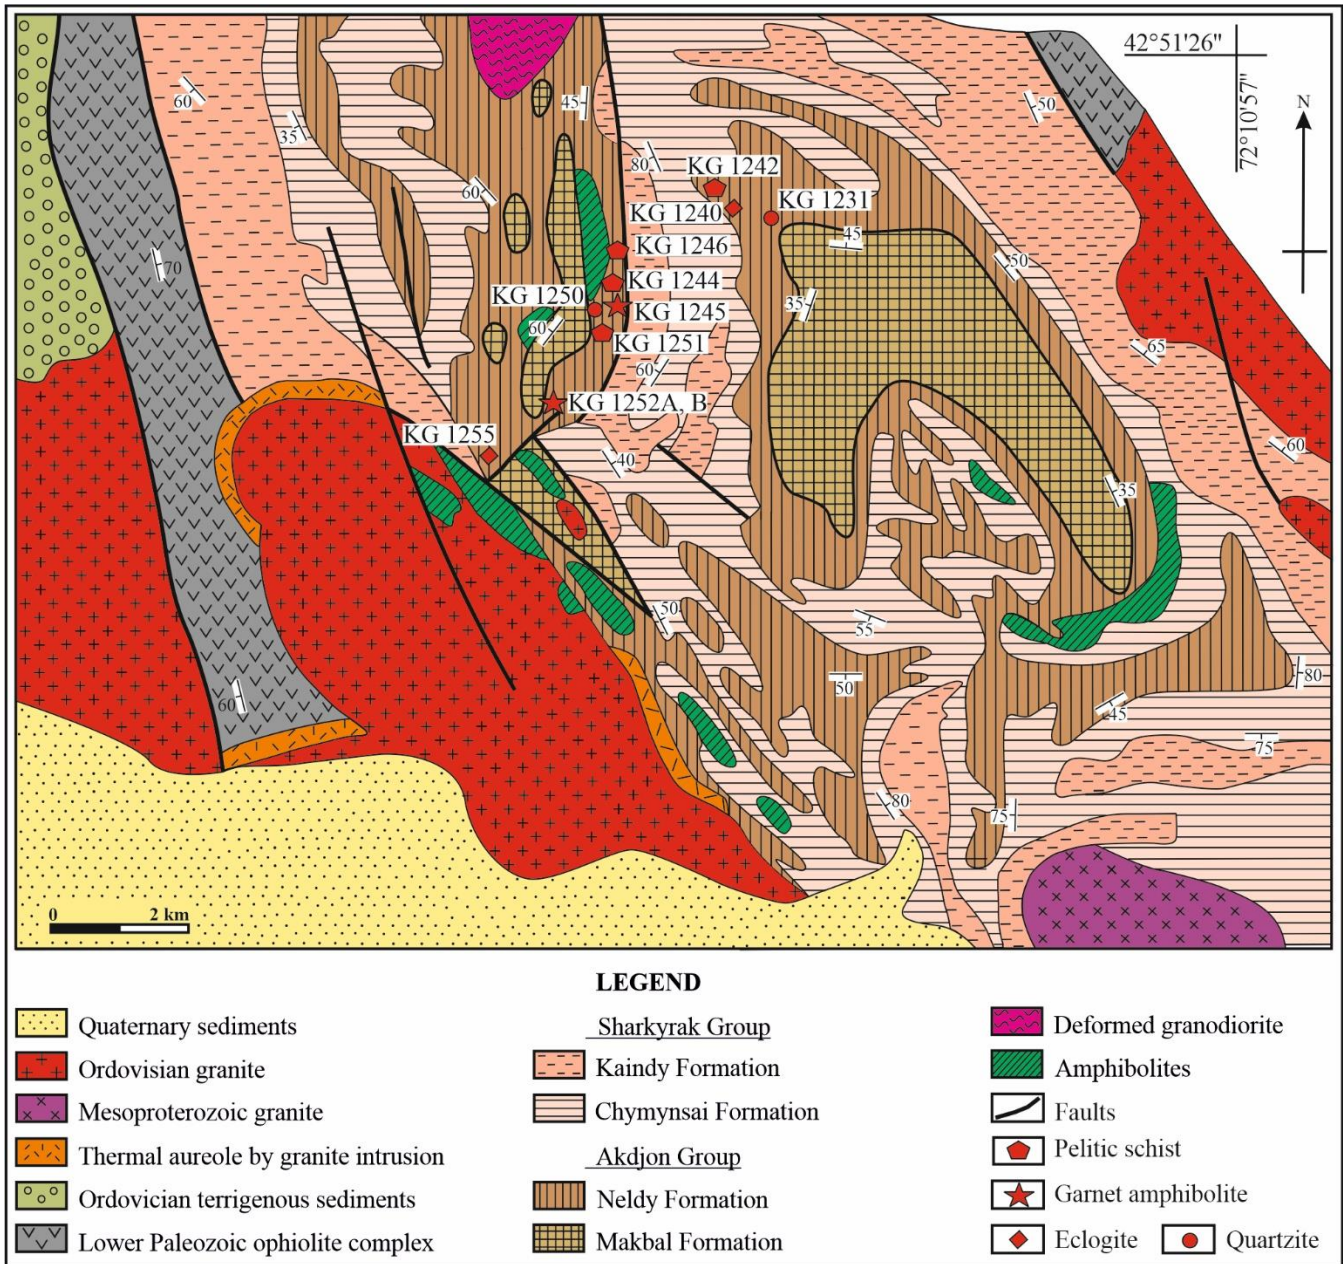 42°51'26"
72°10'57"
N
60
35
45
80
60
50
70
KG 1242
KG 1240
KG 1231
45
KG 1246
KG 1244
KG 1250
KG 1245
60
KG 1251
35
50
65
60
KG 1252A, B
KG 1255
40
60
35
50
55
50
60
80
45
75
80
75
0 2 km
LEGEND
Quaternary sediments
Ordovisian granite
Mesoproterozoic granite
Thermal aureole by granite intrusion
Ordovician terrigenous sediments
Lower Paleozoic ophiolite complex
Sharkyrak Group
Kaindy Formation
Chymynsai Formation
Akdjon Group
Neldy Formation
Makbal Formation
Deformed granodiorite
Amphibolites
Faults
Pelitic schist
Garnet amphibolite
Eclogite Quartzite